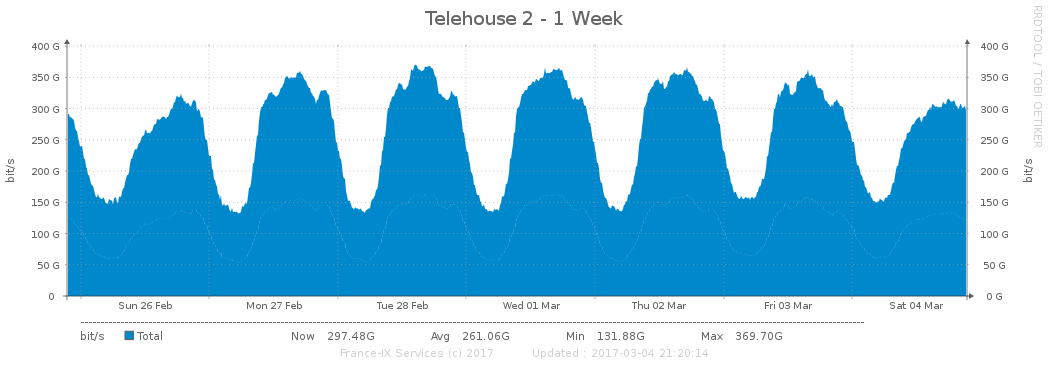 Telehouse 2 - 1 Week
RRDTOOL / TOBI OETIKER
400 G 400 G
350 G 350 G
300 G 300 G
250 G 250 G
200 G 200 G
150 G 150 G
100 G 100 G
50 G 50 G
0 0 G
bit/s bit/s
Sun 26 Feb Mon 27 Feb Tue 28 Feb Wed 01 Mar Thu 02 Mar Fri 03 Mar Sat 04 Mar
bit/s Total Now 297.48G Avg 261.06G Min 131.88G Max 369.70G
France-IX Services (c) 2017 Updated : 2017-03-04 21:20:14